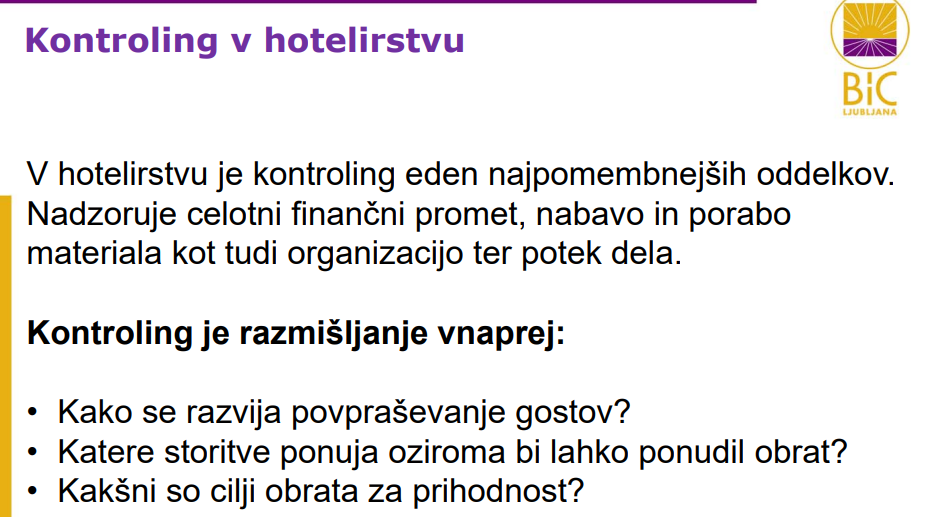 Kontroling v hotelirstvu
BIC
LJUBLJANA
V hotelirstvu je kontroling eden najpomembnejših oddelkov.
Nadzoruje celotni finančni promet, nabavo in porabo
materiala kot tudi organizacijo ter potek dela.
Kontroling je razmišljanje vnaprej:
• Kako se razvija povpraševanje gostov?
• Katere storitve ponuja oziroma bi lahko ponudil obrat?
• Kakšni so cilji obrata za prihodnost?